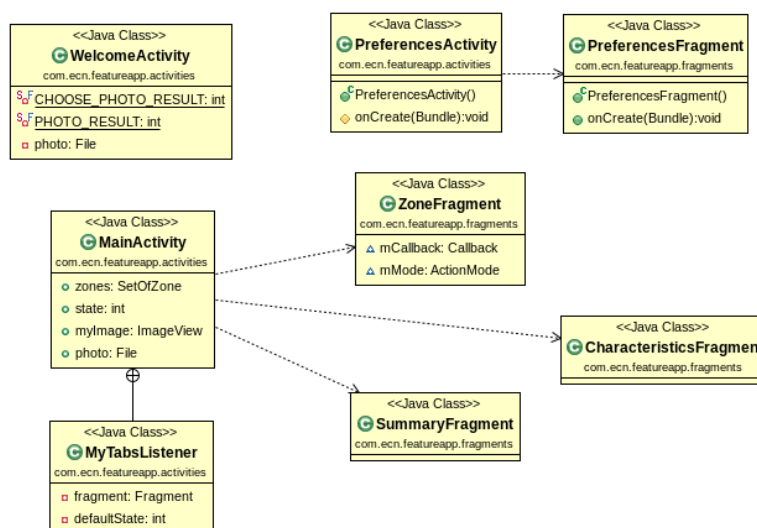 <<Java Class>>
WelcomeActivity
com.ecn.featureapp.activities
CHOOSE_PHOTO_RESULT: int
PHOTO_RESULT: int
photo: File
<<Java Class>>
PreferencesActivity
com.ecn.featureapp.activities
PreferencesActivity()
onCreate(Bundle):void
<<Java Class>>
PreferencesFragment
com.ecn.featureapp.fragments
PreferencesFragment()
onCreate(Bundle):void
<<Java Class>>
ZoneFragment
com.ecn.featureapp.fragments
mCallback: Callback
mMode: ActionMode
<<Java Class>>
MainActivity
com.ecn.featureapp.activities
zones: SetOfZone
state: int
myImage: ImageView
photo: File
<<Java Class>>
CharacteristicsFragment
com.ecn.featureapp.fragments
<<Java Class>>
SummaryFragment
com.ecn.featureapp.fragments
<<Java Class>>
MyTabsListener
com.ecn.featureapp.activities
fragment: Fragment
defaultState: int